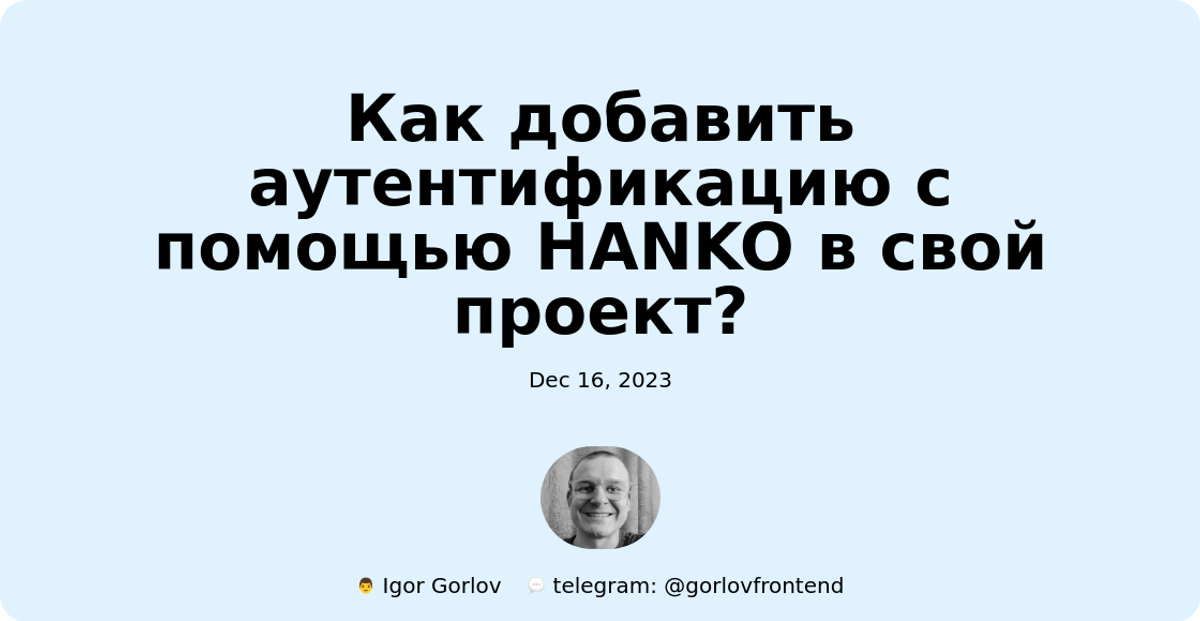 Как добавить
аутентификацию с
помощью HANKO в свой
проект?
Dec 16, 2023
👨 Igor Gorlov 💬 telegram: @gorlovfrontend